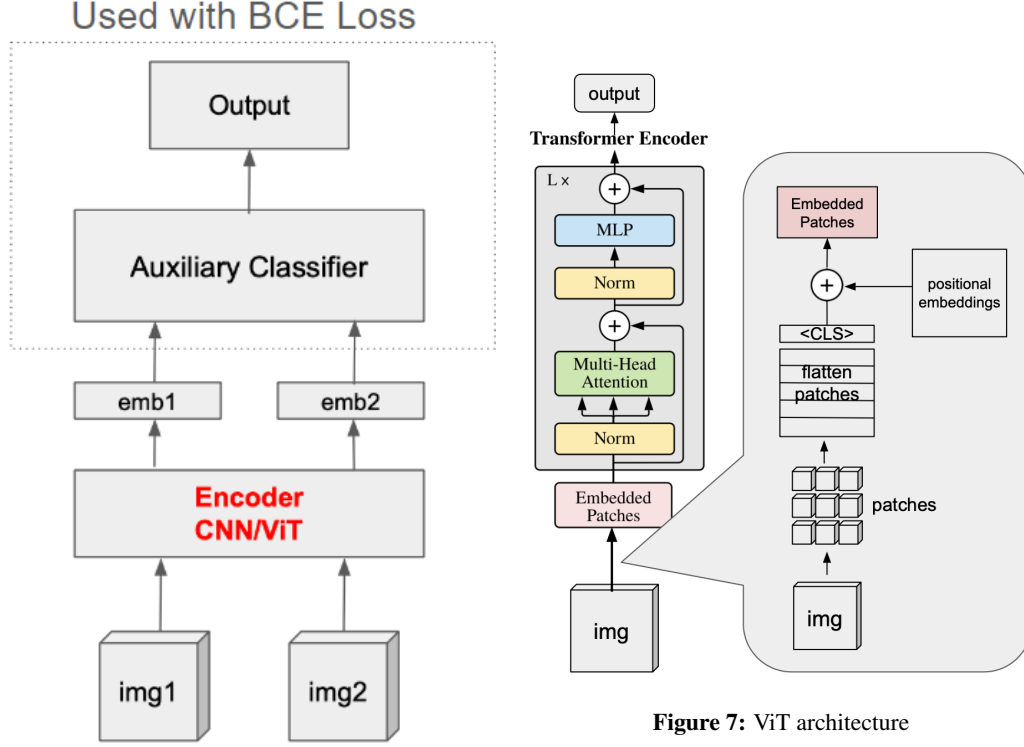 Used with BCE Loss
Output
Auxiliary Classifier
emb1
emb2
Encoder
CNN/ViT
img1
img2
output
Transformer Encoder
L ×
+
MLP
Norm
+
Multi-Head
Attention
Norm
Embedded
Patches
img
Embedded
Patches
+
positional
embeddings
<CLS>
flatten
patches
patches
img
Figure 7: ViT architecture